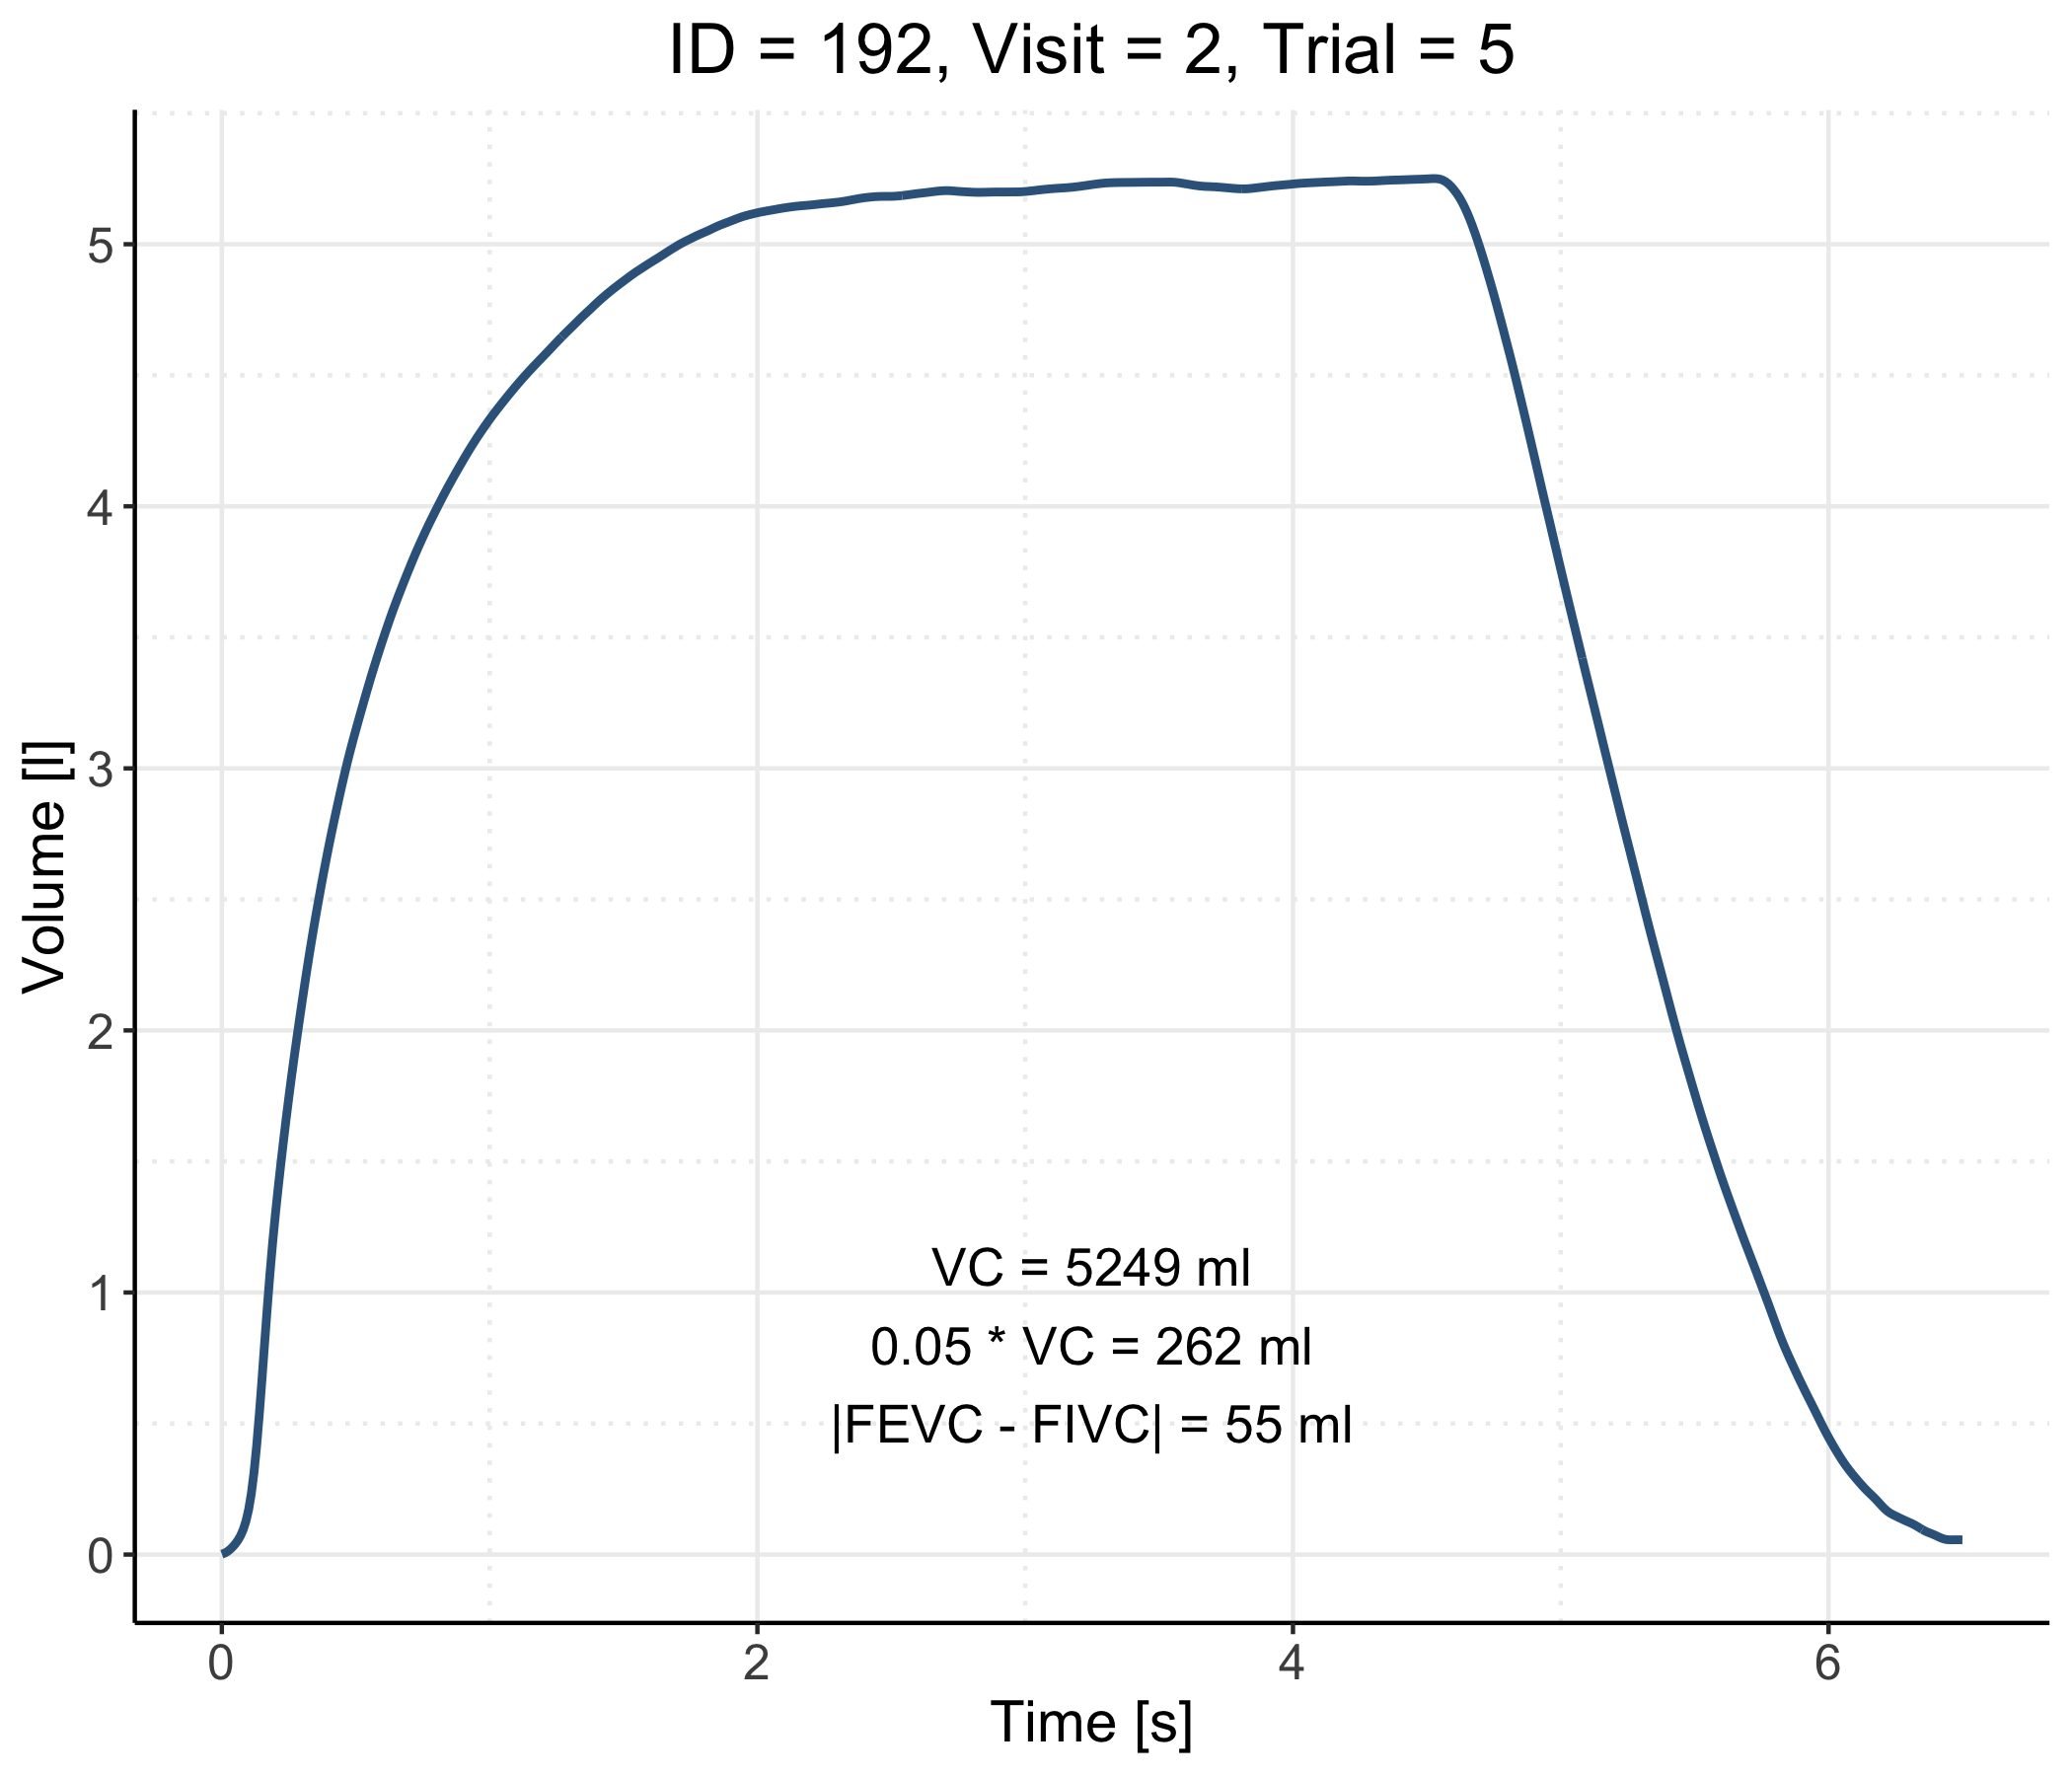 ID = 192, Visit = 2, Trial = 5
Volume [l]
5
4
3
2
1
0
VC = 5249 ml
0.05 * VC = 262 ml
|FEVC - FIVC| = 55 ml
0 2 4 6
Time [s]